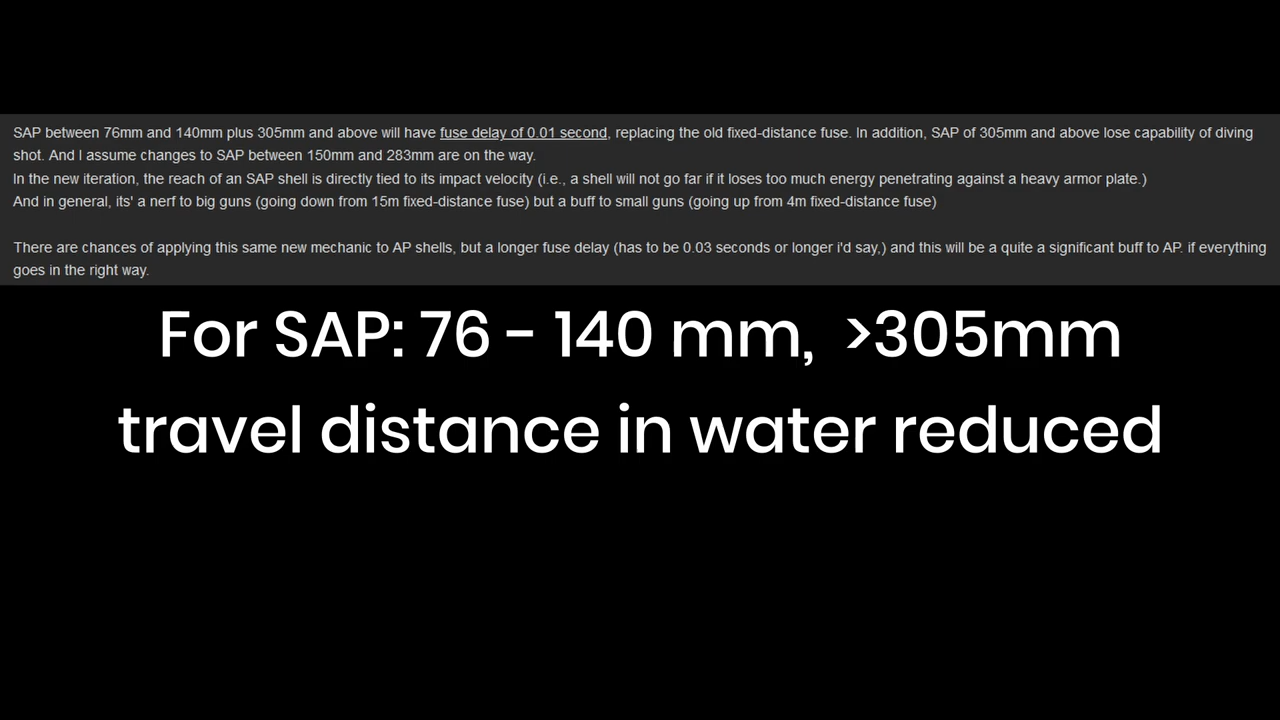 SAP between 76mm and 140mm plus 305mm and above will have fuse delay of 0.01 second, replacing the old fixed-distance fuse. In addition, SAP of 305mm and above lose capability of diving
shot. And I assume changes to SAP between 150mm and 283mm are on the way.
In the new iteration, the reach of an SAP shell is directly tied to its impact velocity (i.e., a shell will not go far if it loses too much energy penetrating against a heavy armor plate.)
And in general, its' a nerf to big guns (going down from 15m fixed-distance fuse) but a buff to small guns (going up from 4m fixed-distance fuse)
There are chances of applying this same new mechanic to AP shells, but a longer fuse delay (has to be 0.03 seconds or longer i'd say,) and this will be a quite a significant buff to AP. if everything
goes in the right way.
For SAP: 76 - 140 mm, >305mm
travel distance in water reduced